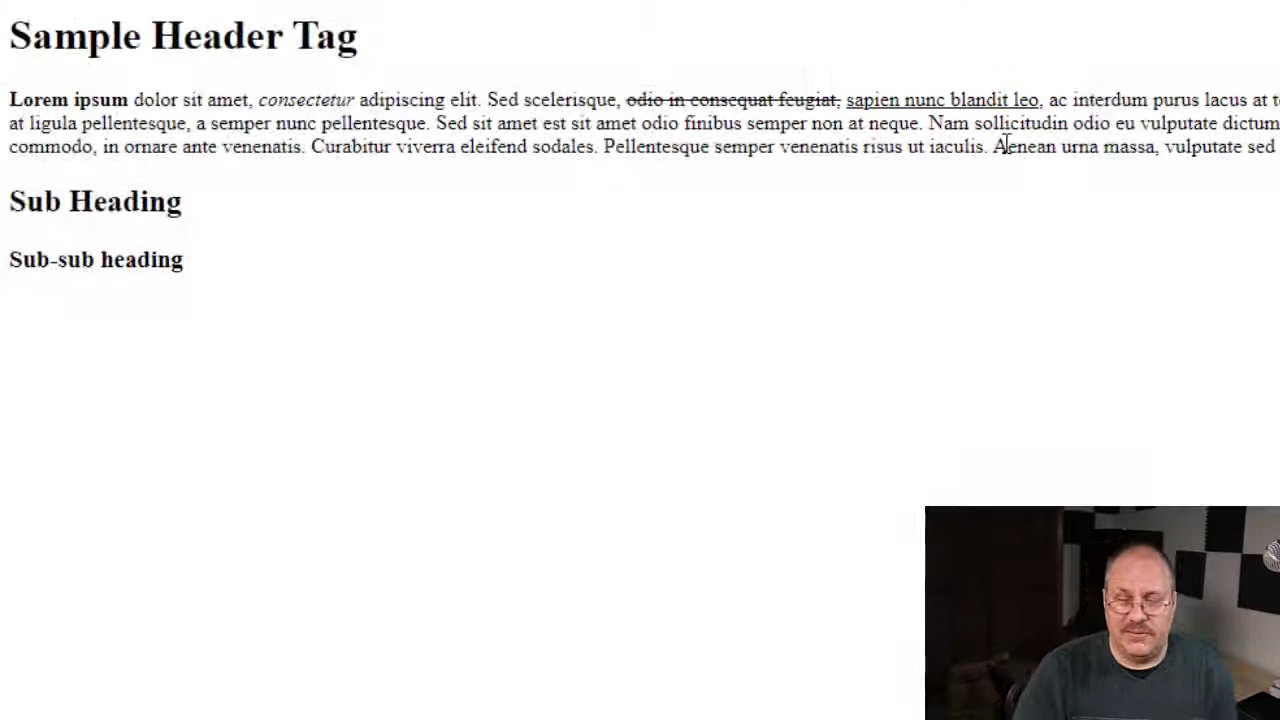 Sample Header Tag
Lorem ipsum dolor sit amet, consectetur adipiscing elit. Sed scelerisque, odio in consequat feugiat, sapien nunc blandit leo, ac interdum purus lacus at
at ligula pellentesque, a semper nunc pellentesque. Sed sit amet est sit amet odio finibus semper non at neque. Nam sollicitudin odio eu vulputate dictum
commodo, in ornare ante venenatis. Curabitur viverra eleifend sodales. Pellentesque semper venenatis risus ut iaculis. Aenean urna massa, vulputate sed
Sub Heading
Sub-sub heading